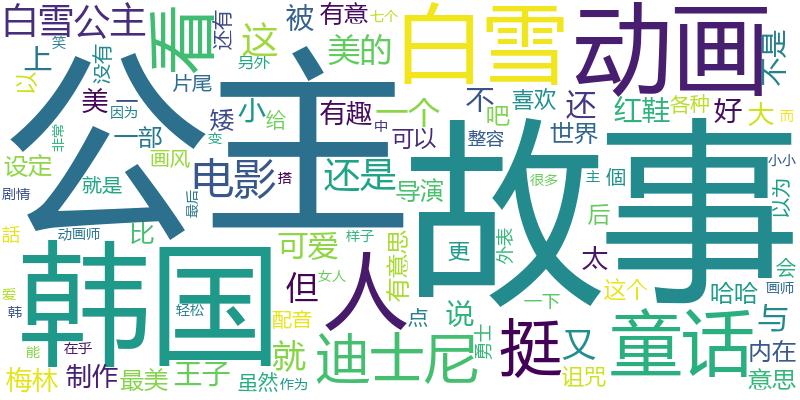 白雪公主
看
还有
这
被
有意
七个
笑
另外
美的
白雪
动画
不是
上
没有
以
片尾
美
一
因为
矮
小
给
有趣
一个
不
喜欢
还
红鞋
各种
好
大
而
非常
一部
变
中
吧
可以
整容
世界
公主
故事
设定
画风
电影
搭
还是
导演
很多
主
個
小小
以为
剧情
就是
最后
后
話
动画师
比
可爱
样子
有意思
更
外表
太
会
爱
韩
韩国
轻松
女人
但
人
一下
这个
哈哈
画师
能
在乎
配音
点
说
勇士
挺
又
童话
与
内在
梅林
制作
最美
王子
虽然
就
作为
迪士尼
诅咒
意思